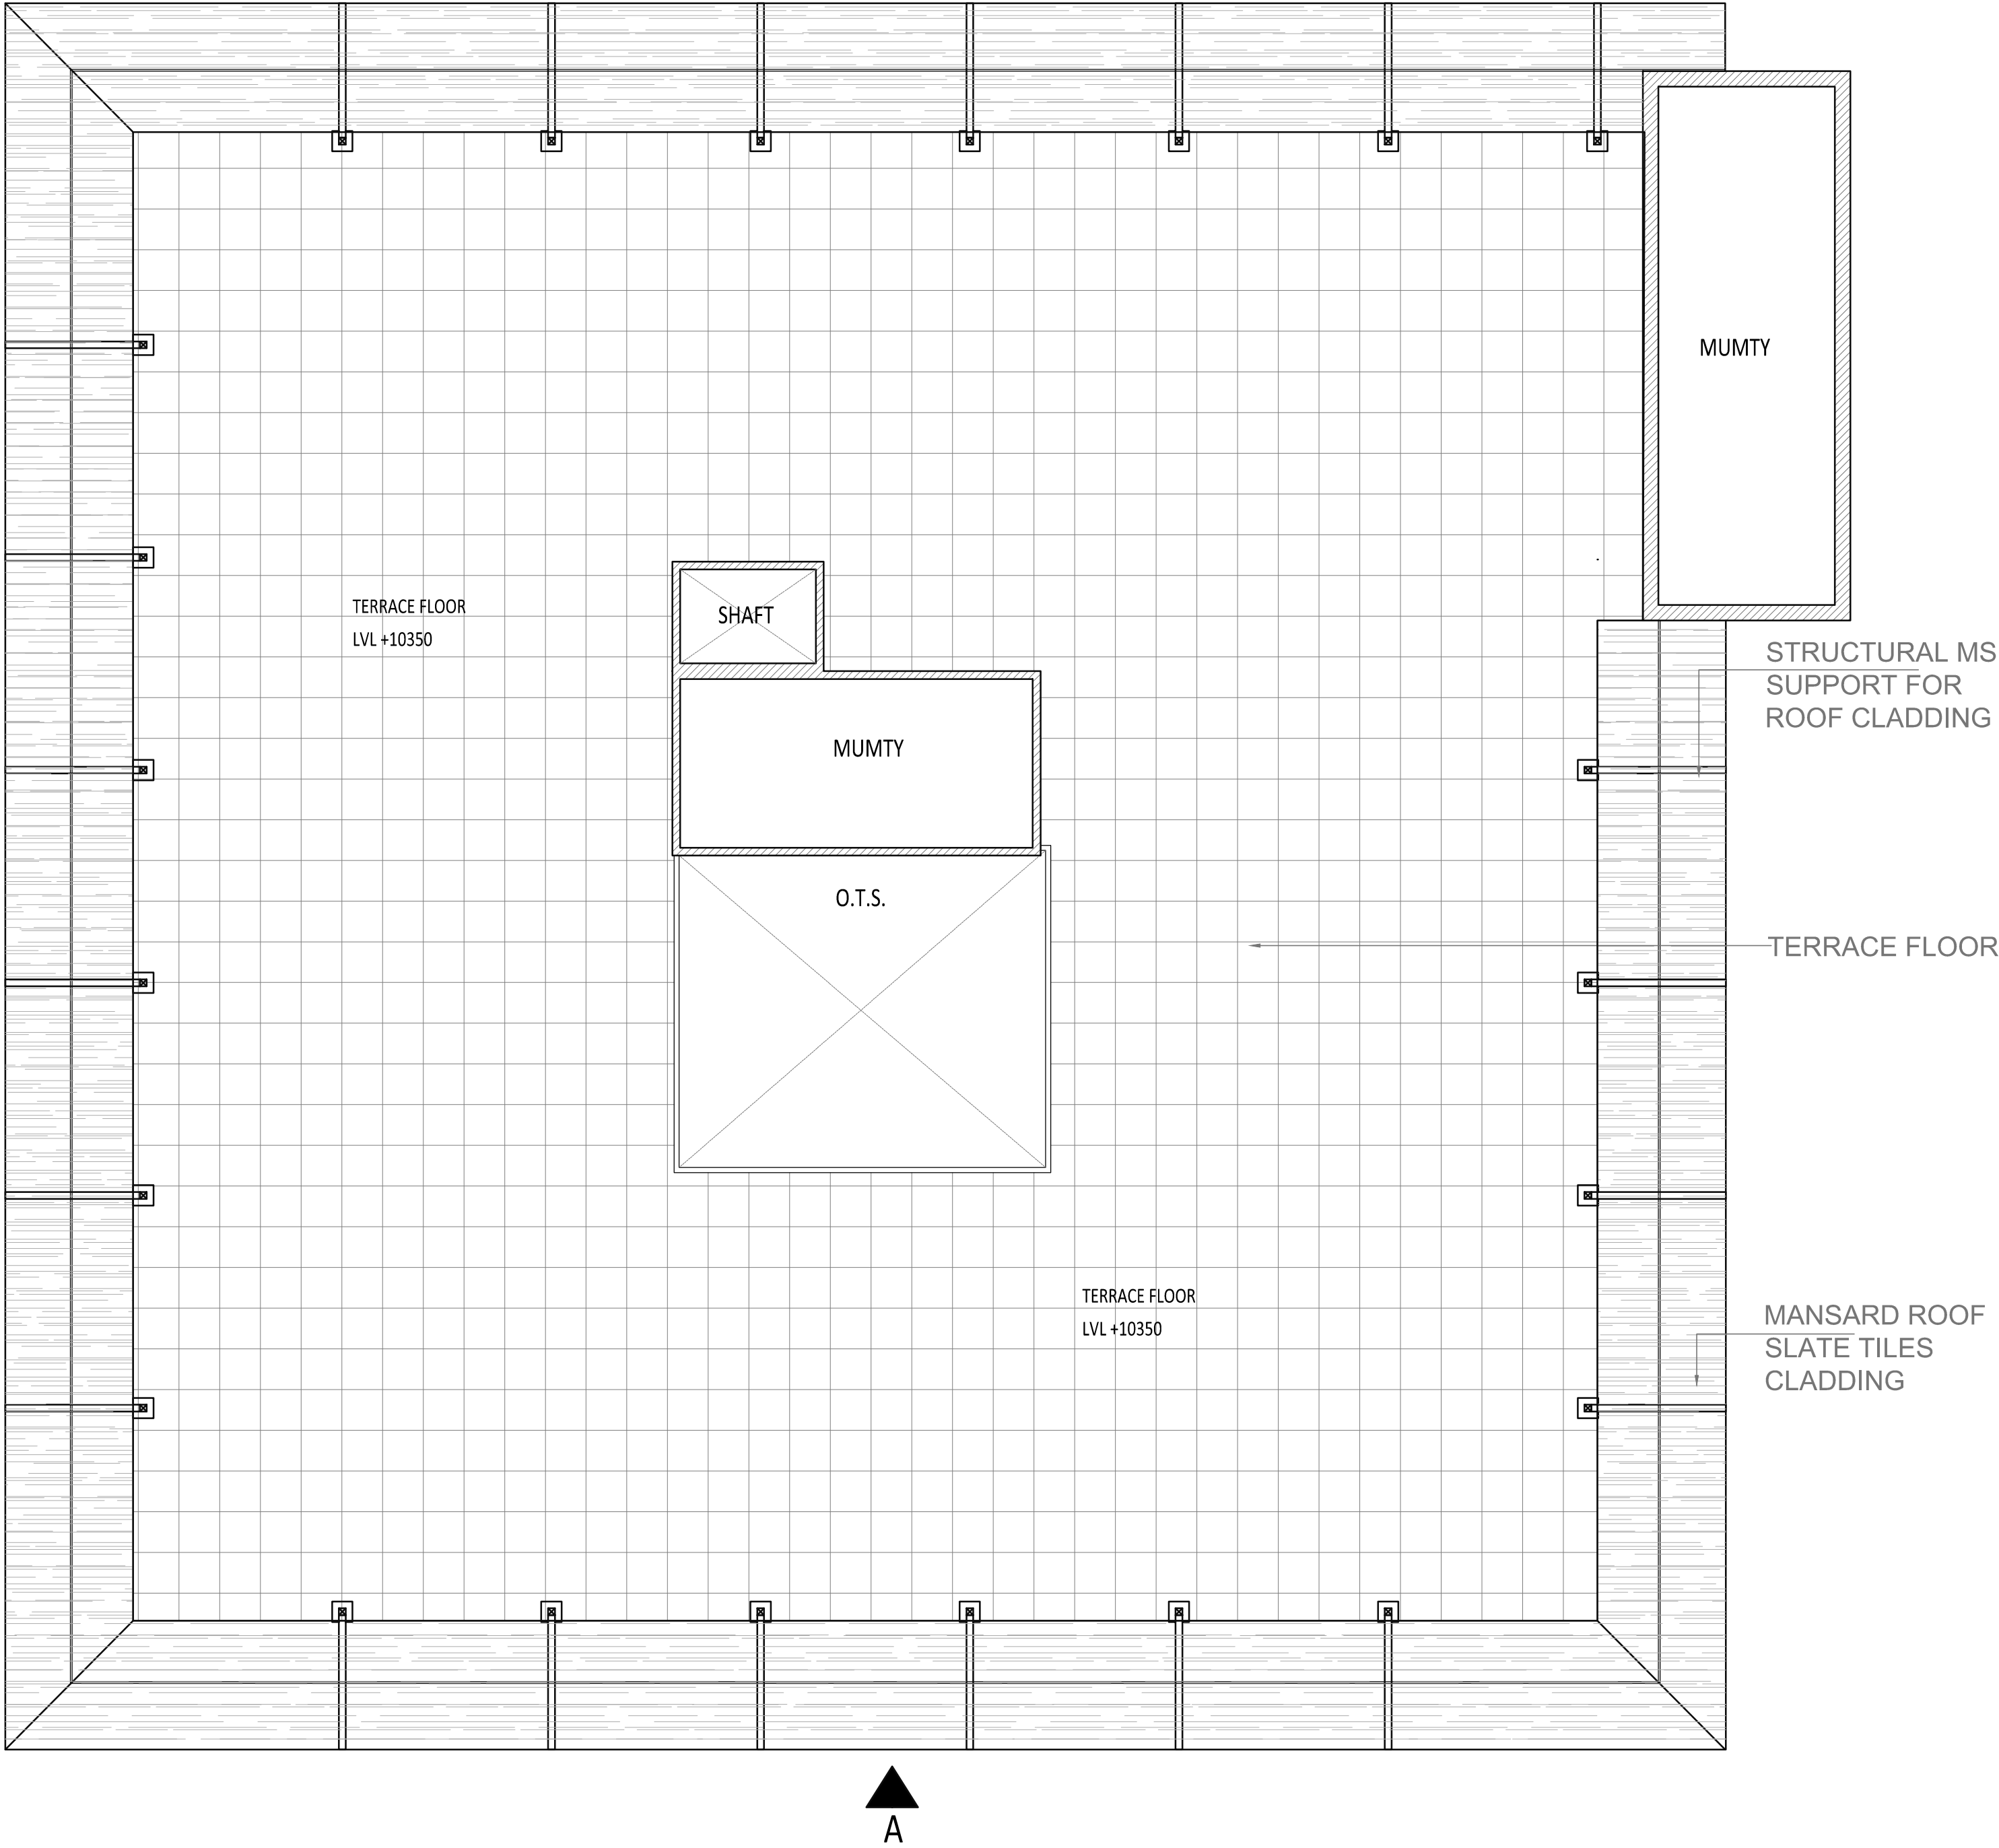 MUMTY
TERRACE FLOOR
LVL +10350
SHAFT
STRUCTURAL MS
SUPPORT FOR
ROOF CLADDING
MUMTY
O.T.S.
TERRACE FLOOR
TERRACE FLOOR
LVL +10350
MANSARD ROOF
SLATE TILES
CLADDING
A